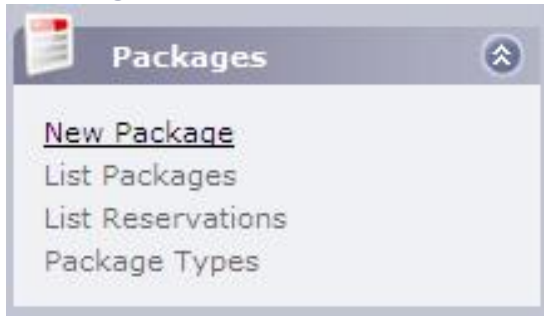 Packages
New Package
List Packages
List Reservations
Package Types